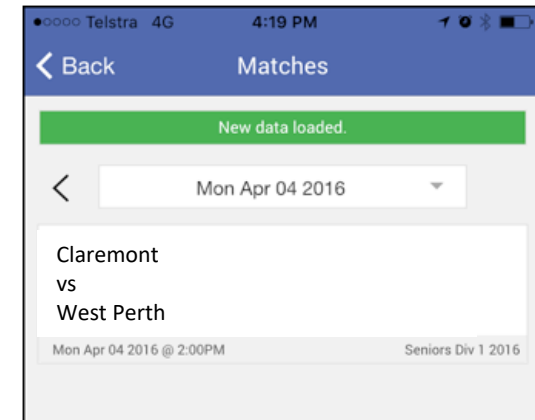 Telstra 4G 4:19 PM
Back Matches
New data loaded.
Mon Apr 04 2016
Claremont
vs
West Perth
Mon Apr 04 2016 @ 2:00PM Seniors Div 1 2016